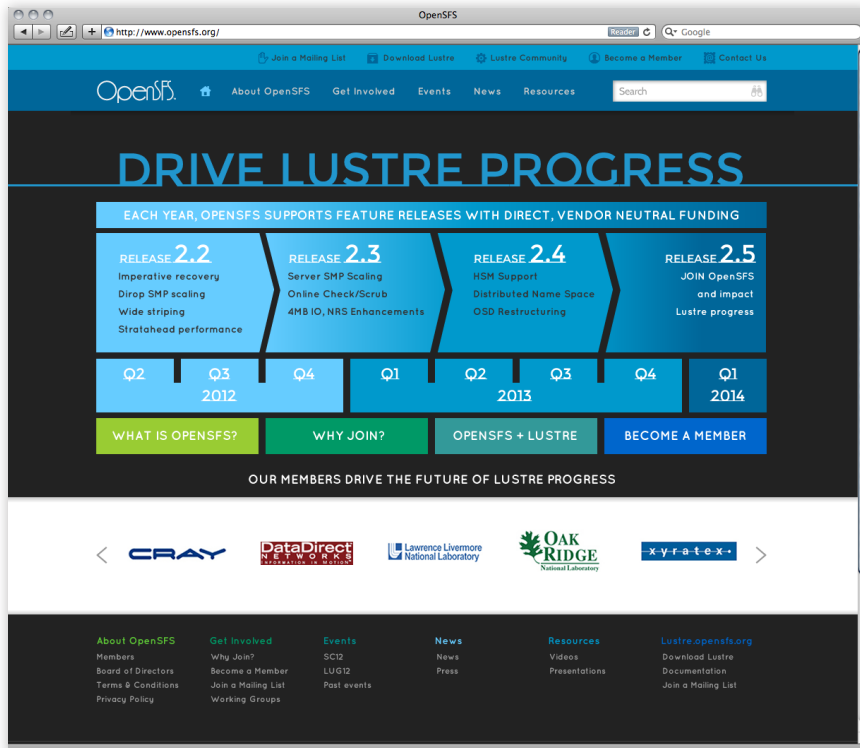 OpenSFS
http://www.opensfs.org/
Reader
Google
Join a Mailing List
Download Lustre
Lustre Community
Become a Member
Contact Us
OpenSFS.
About OpenSFS
Get Involved
Events
News
Resources
Search
DRIVE LUSTRE PROGRESS
EACH YEAR, OPENSFS SUPPORTS FEATURE RELEASES WITH DIRECT, VENDOR NEUTRAL FUNDING
RELEASE 2.2
Imperative recovery
Dirop SMP scaling
Wide striping
Stratahead performance
RELEASE 2.3
Server SMP Scaling
Online Check/Scrub
4MB IO, NRS Enhancements
RELEASE 2.4
HSM Support
Distributed Name Space
OSD Restructuring
RELEASE 2.5
JOIN OpenSFS
and impact
Lustre progress
Q2
Q3
Q4
2012
Q1
Q2
Q3
Q4
2013
Q1
2014
WHAT IS OPENSFS?
WHY JOIN?
OPENSFS + LUSTRE
BECOME A MEMBER
OUR MEMBERS DRIVE THE FUTURE OF LUSTRE PROGRESS
CRAY
DataDirect
NETWORKS
INFORMATION IN MOTION
Lawrence Livermore
National Laboratory
OAK
RIDGE
National Laboratory
xyratex
About OpenSFS
Members
Board of Directors
Terms & Conditions
Privacy Policy
Get Involved
Why Join?
Become a Member
Join a Mailing List
Working Groups
Events
SC12
LUG12
Past events
News
News
Press
Resources
Videos
Presentations
Lustre.opensfs.org
Download Lustre
Documentation
Join a Mailing List